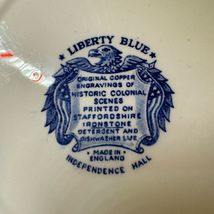 LIBERTY BLUE
ORIGINAL COPPER
ENGRAVINGS OF
HISTORIC COLONIAL
SCENES
PRINTED ON
STAFFORDSHIRE
IRONSTONE
DETERGENT AND
DISHWASHER
• MADE IN •
ENGLAND
INDEPENDENCE HALL